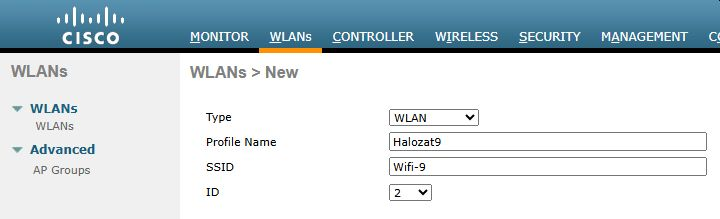 CISCO
MONITOR WLANs CONTROLLER WIRELESS SECURITY MANAGEMENT
WLANs
WLANs
WLANs
Advanced
AP Groups
WLANs > New
Type WLAN
Profile Name Halozat9
SSID Wifi-9
ID 2